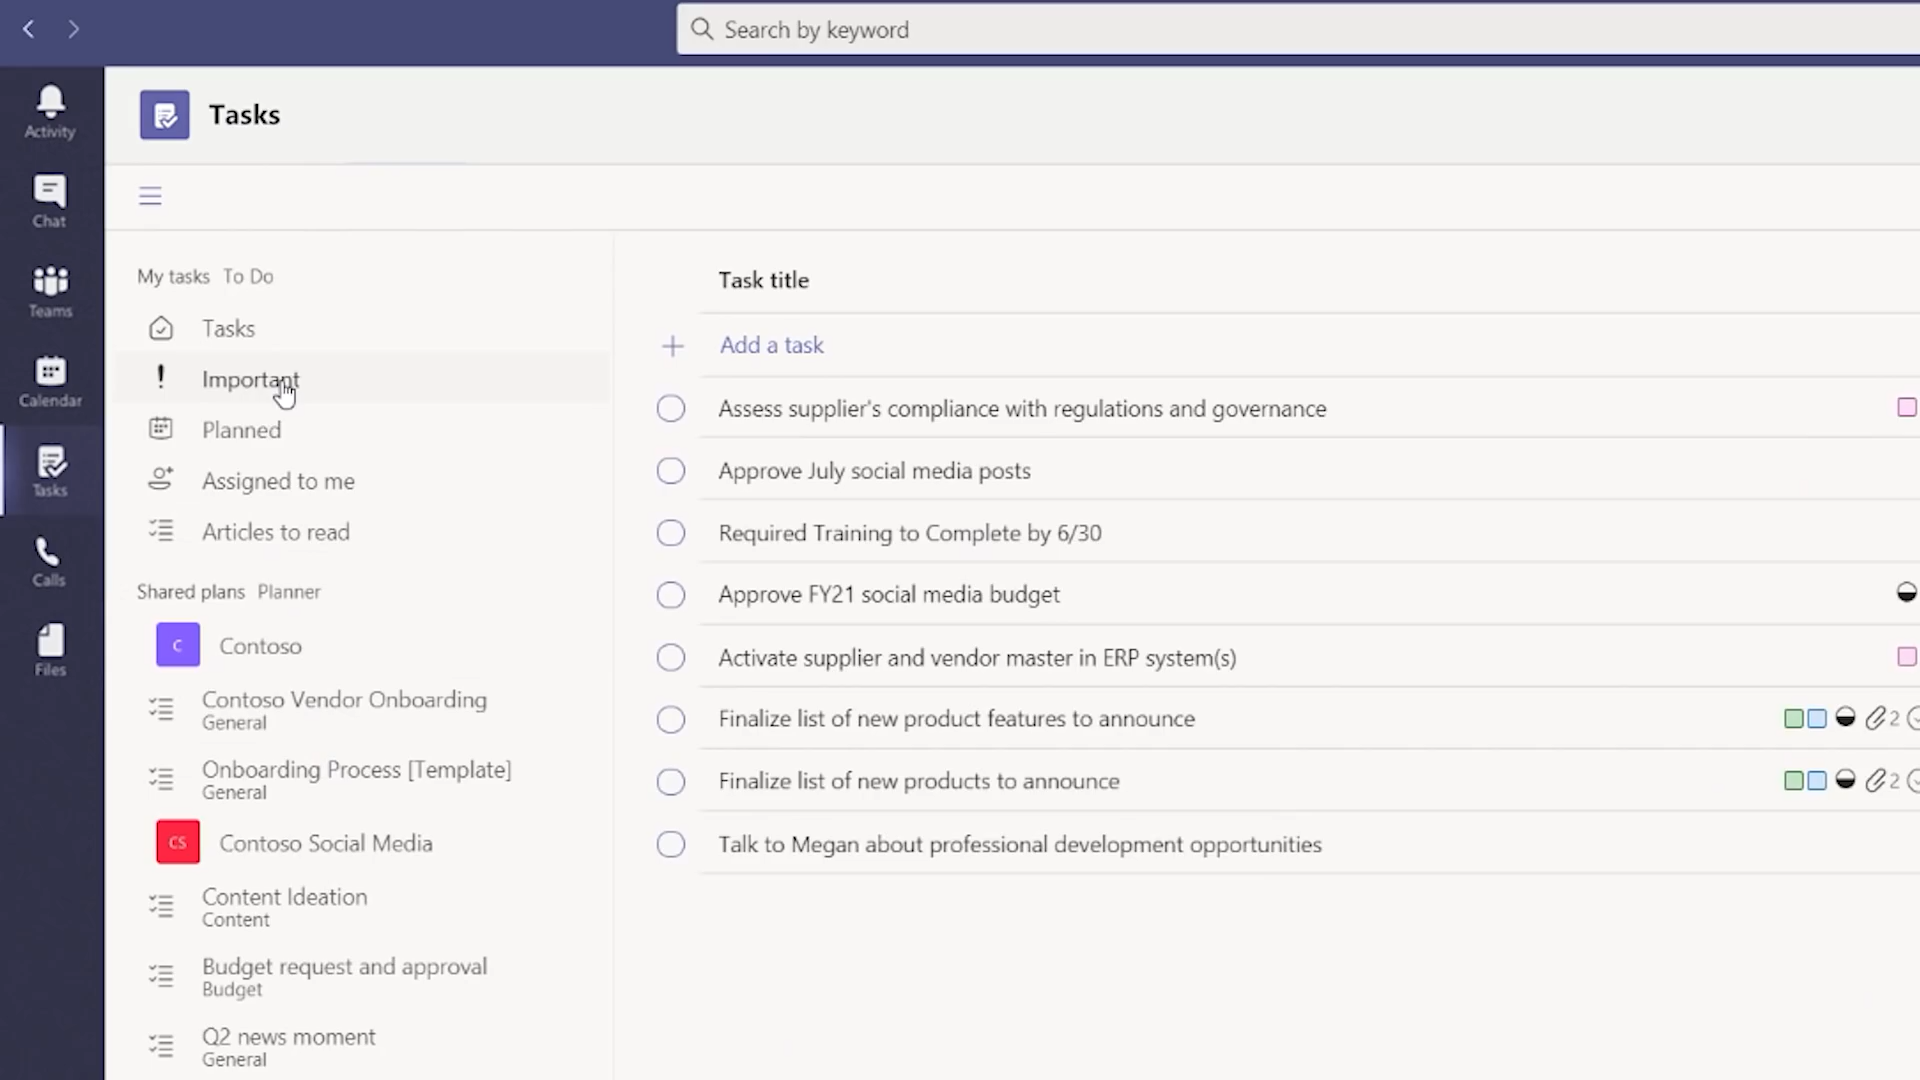 Search by keyword
Activity
Chat
Teams
Calendar
Tasks
Calls
Files
Tasks
My tasks To Do
Tasks
Important
Planned
Assigned to me
Articles to read
Shared plans Planner
C Contoso
Contoso Vendor Onboarding
General
Onboarding Process [Template]
General
CS Contoso Social Media
Content Ideation
Content
Budget request and approval
Budget
Q2 news moment
General
Task title
Add a task
Assess supplier's compliance with regulations and governance
Approve July social media posts
Required Training to Complete by 6/30
Approve FY21 social media budget
Activate supplier and vendor master in ERP system(s)
Finalize list of new product features to announce 2
Finalize list of new products to announce 2
Talk to Megan about professional development opportunities